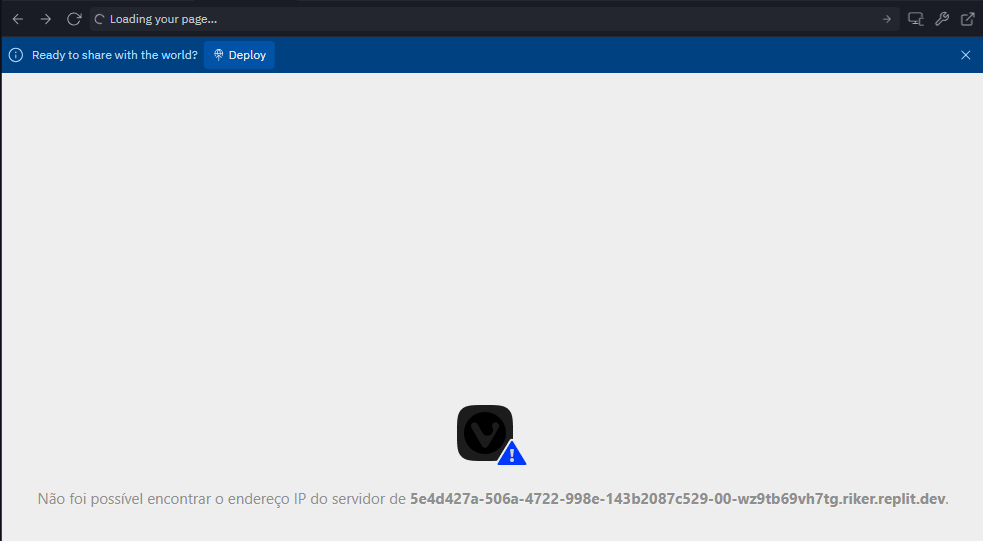 Loading your page...
Ready to share with the world? Deploy
Não foi possível encontrar o endereço IP do servidor de 5e4d427a-506a-4722-998e-143b2087c529-00-wz9tb69vh7tg.riker.replit.dev.